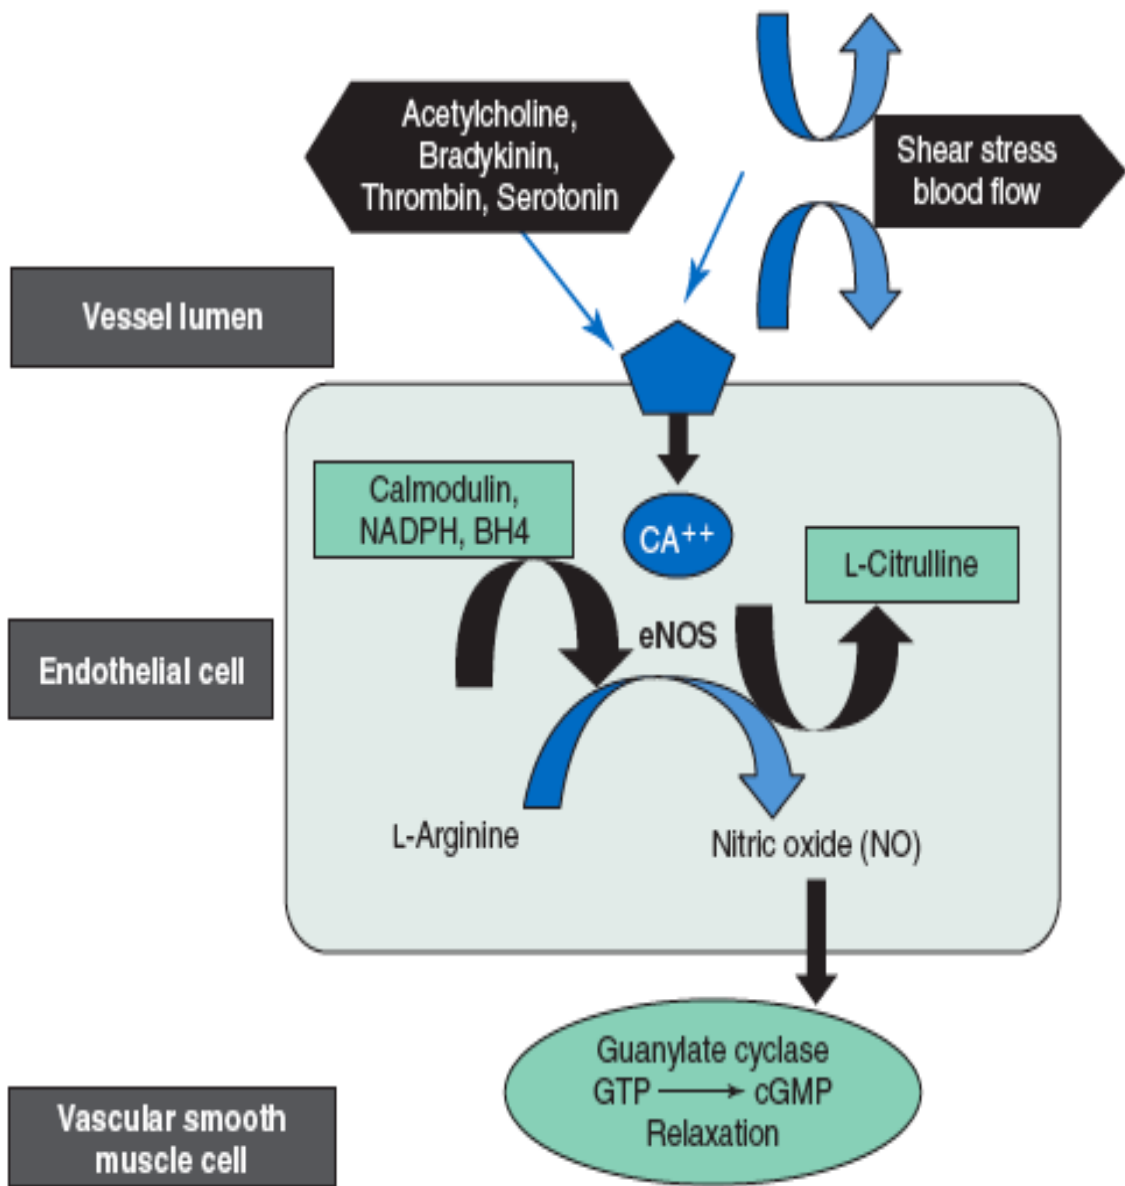 Acetylcholine,
Bradykinin,
Thrombin, Serotonin
Shear stress
blood flow
Vessel lumen
Calmodulin,
NADPH, BH4
CA++
L-Citrulline
eNOS
Endothelial cell
L-Arginine
Nitric oxide (NO)
Guanylate cyclase
GTP → cGMP
Relaxation
Vascular smooth
muscle cell